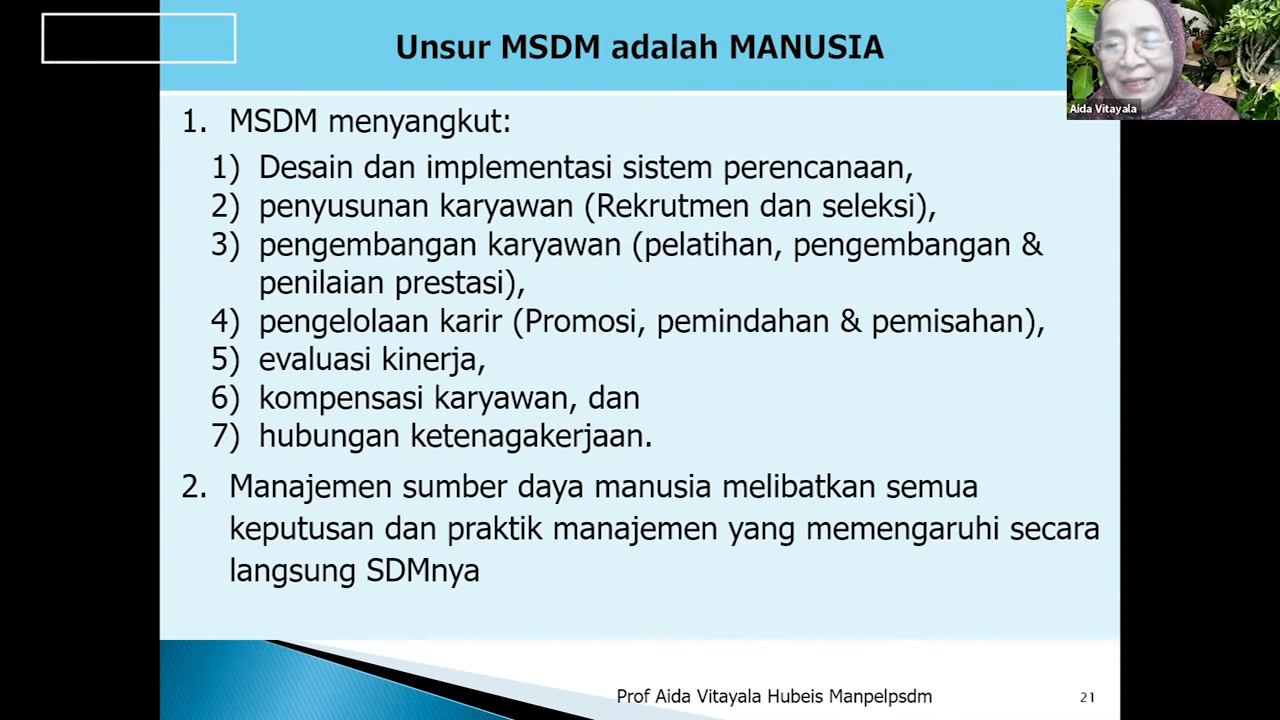 Unsur MSDM adalah MANUSIA
Aida Vitayala
1. MSDM menyangkut:
1) Desain dan implementasi sistem perencanaan,
2) penyusunan karyawan (Rekrutmen dan seleksi),
3) pengembangan karyawan (pelatihan, pengembangan &
penilaian prestasi),
4) pengelolaan karir (Promosi, pemindahan & pemisahan),
5) evaluasi kinerja,
6) kompensasi karyawan, dan
7) hubungan ketenagakerjaan.
2. Manajemen sumber daya manusia melibatkan semua
keputusan dan praktik manajemen yang memengaruhi secara
langsung SDMnya
Prof Aida Vitayala Hubeis Manpelpsdm
21